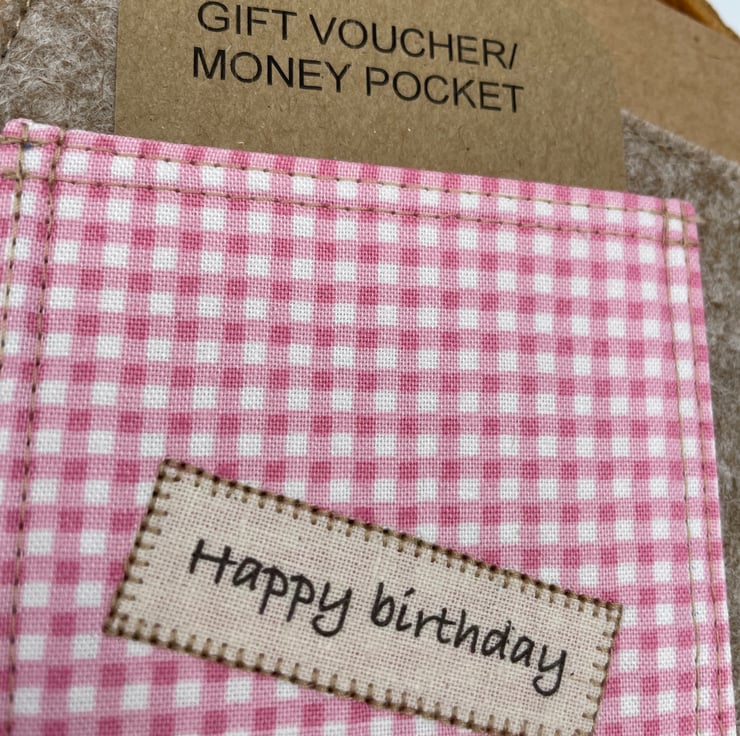 GIFT VOUCHER/
MONEY POCKET
Happy birthday